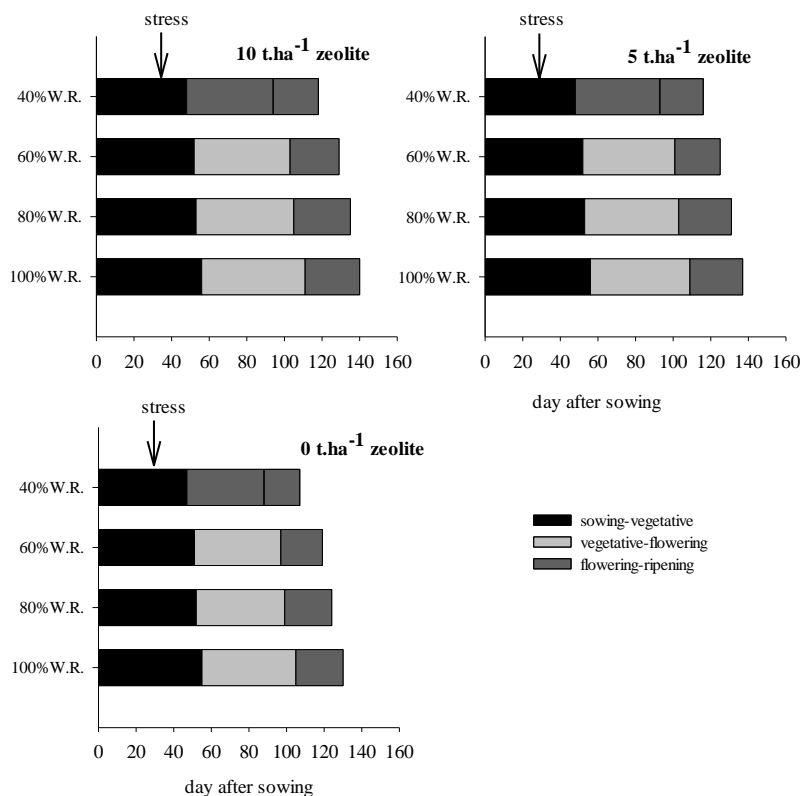 stress
10 t.ha-1 zeolite
40%W.R.
60%W.R.
80%W.R.
100%W.R.
0 20 40 60 80 100 120 140 160
stress
5 t.ha-1 zeolite
40%W.R.
60%W.R.
80%W.R.
100%W.R.
0 20 40 60 80 100 120 140 160
day after sowing
stress
0 t.ha-1 zeolite
40%W.R.
60%W.R.
80%W.R.
100%W.R.
0 20 40 60 80 100 120 140 160
day after sowing
sowing-vegetative
vegetative-flowering
flowering-ripening